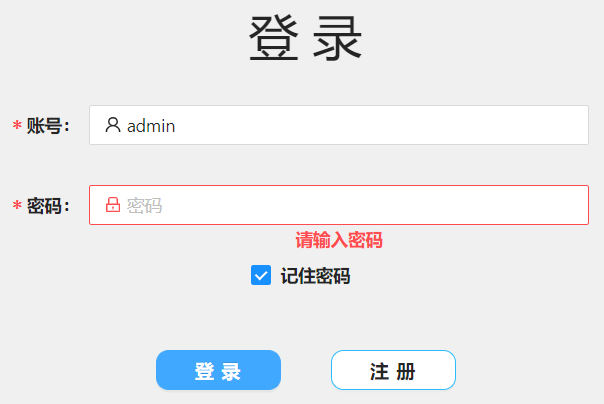 登录
* 账号： admin
* 密码： 密码
请输入密码
记住密码
登 录 注 册